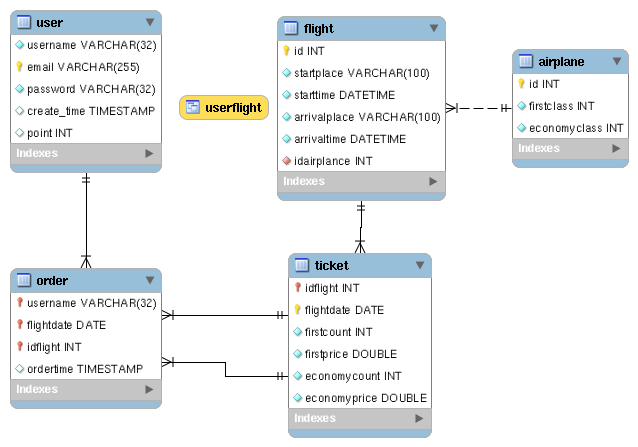 user
username VARCHAR(32)
email VARCHAR(255)
password VARCHAR(32)
create_time TIMESTAMP
point INT
Indexes
userflight
flight
id INT
startplace VARCHAR(100)
starttime DATETIME
arrivalplace VARCHAR(100)
arrivaltime DATETIME
idairplance INT
Indexes
airplane
id INT
firstclass INT
economyclass INT
Indexes
order
username VARCHAR(32)
flightdate DATE
idflight INT
ordertime TIMESTAMP
Indexes
ticket
idflight INT
flightdate DATE
firstcount INT
firstprice DOUBLE
economycount INT
economyprice DOUBLE
Indexes